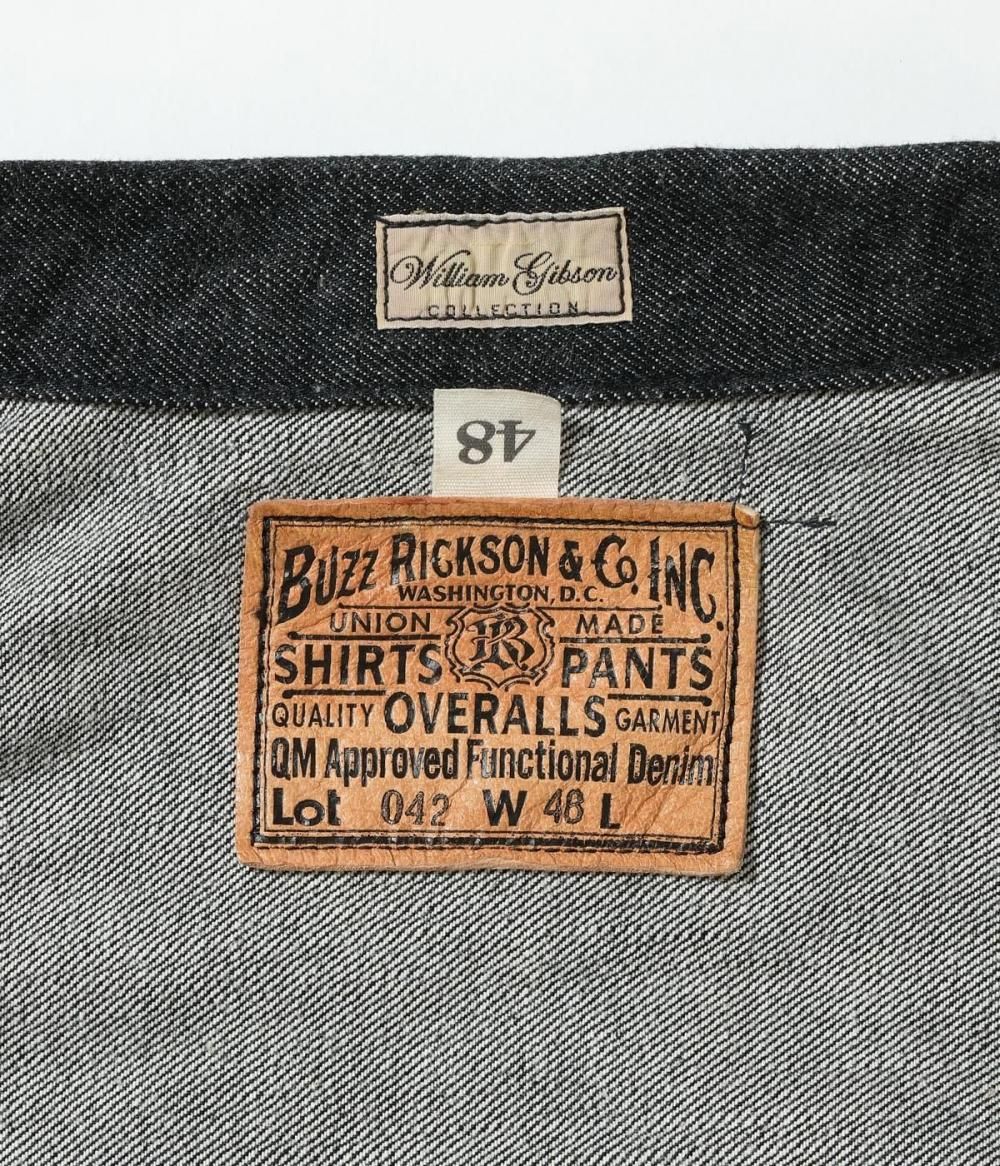 William Gibson
COLLECTION
48
BUZZ RICKSON & CO. INC.
WASHINGTON, D.C.
UNION MADE
BR
SHIRTS PANTS
QUALITY OVERALLS GARMENT
QM Approved Functional Denim
Lot 042 W 48 L